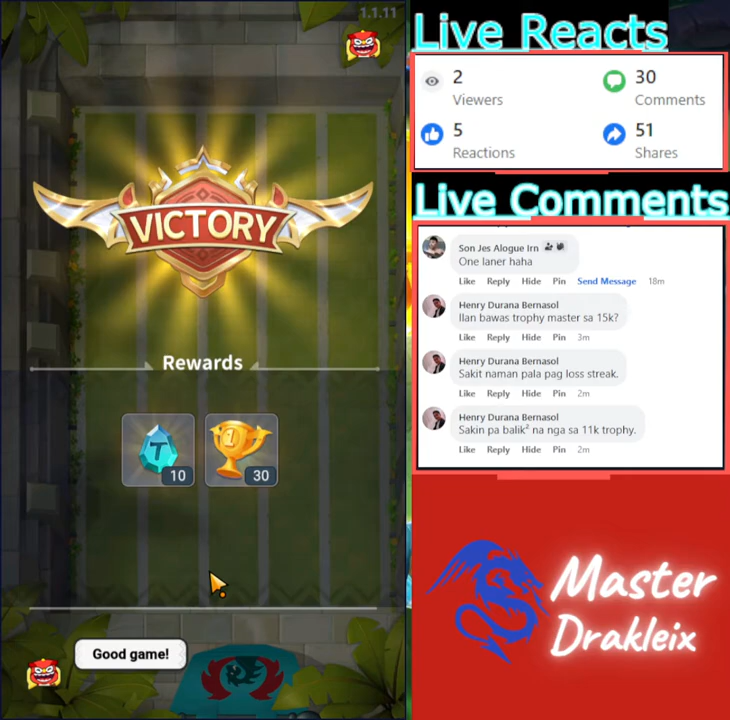 1.1.11
VICTORY
Rewards
T
10
1
30
Good game!
Live Reacts
2
Viewers
30
Comments
5
Reactions
51
Shares
Live Comments
Son Jes Alogue Irn
One laner haha
Like Reply Hide Pin Send Message 18m
Henry Durana Bernasol
Ilan bawas trophy master sa 15k?
Like Reply Hide Pin 3m
Henry Durana Bernasol
Sakit naman pala pag loss streak.
Like Reply Hide Pin 2m
Henry Durana Bernasol
Sakin pa balik² na nga sa 11k trophy.
Like Reply Hide Pin 2m
Master
Drakleix